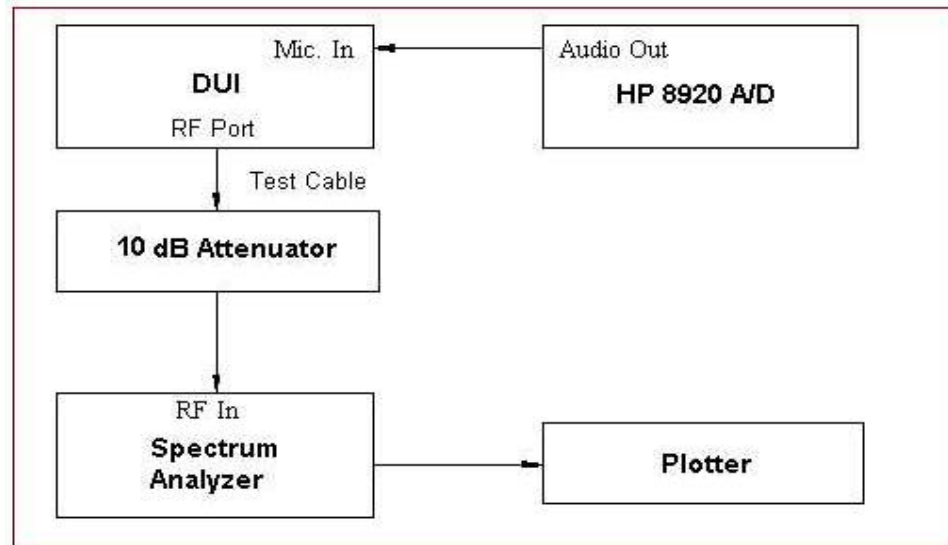 Mic. In
Audio Out
DUI
HP 8920 A/D
RF Port
Test Cable
10 dB Attenuator
RF In
Spectrum
Analyzer
Plotter